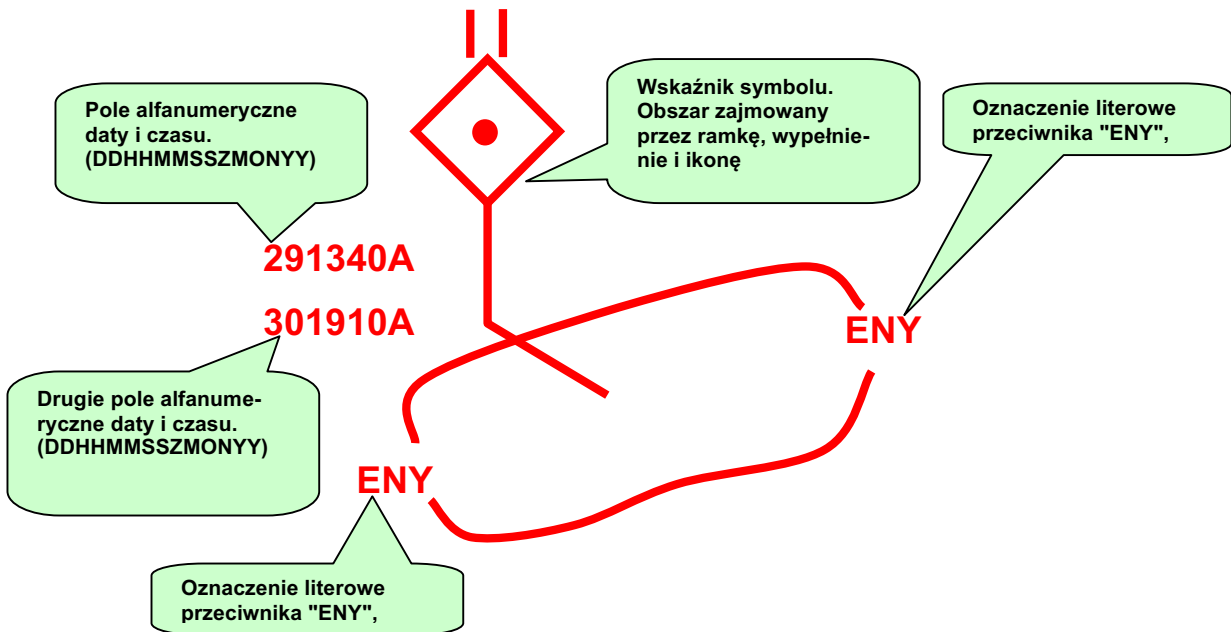 Pole alfanumeryczne
daty i czasu.
(DDHHMMSSZMONYY)
Wskaźnik symbolu.
Obszar zajmowany
przez ramkę, wypełnie-
nie i ikonę
Oznaczenie literowe
przeciwnika "ENY",
291340A
301910A
ENY
Drugie pole alfanume-
ryczne daty i czasu.
(DDHHMMSSZMONYY)
ENY
Oznaczenie literowe
przeciwnika "ENY",